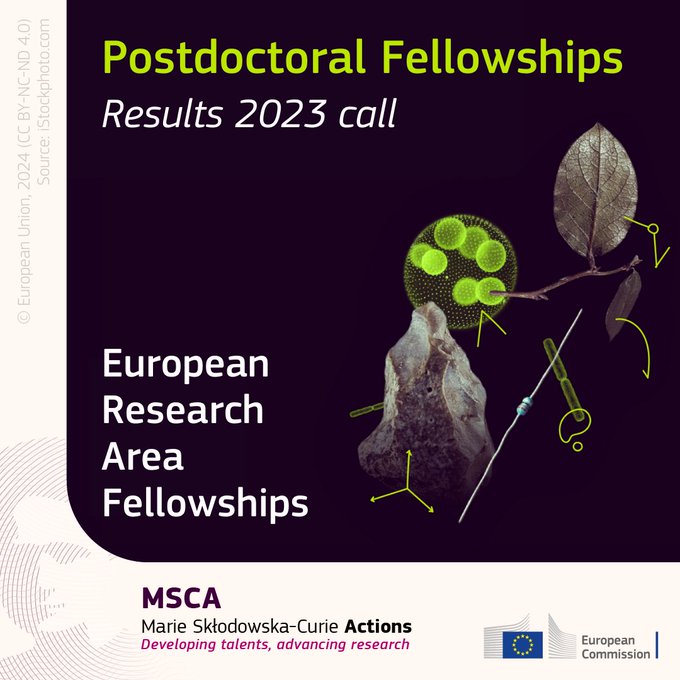 Postdoctoral Fellowships
Results 2023 call
© European Union, 2024 (CC BY-NC-ND 4.0)
Source: iStockphoto.com
European
Research
Area
Fellowships
MSCA
Marie Skłodowska-Curie Actions
Developing talents, advancing research
European
Commission